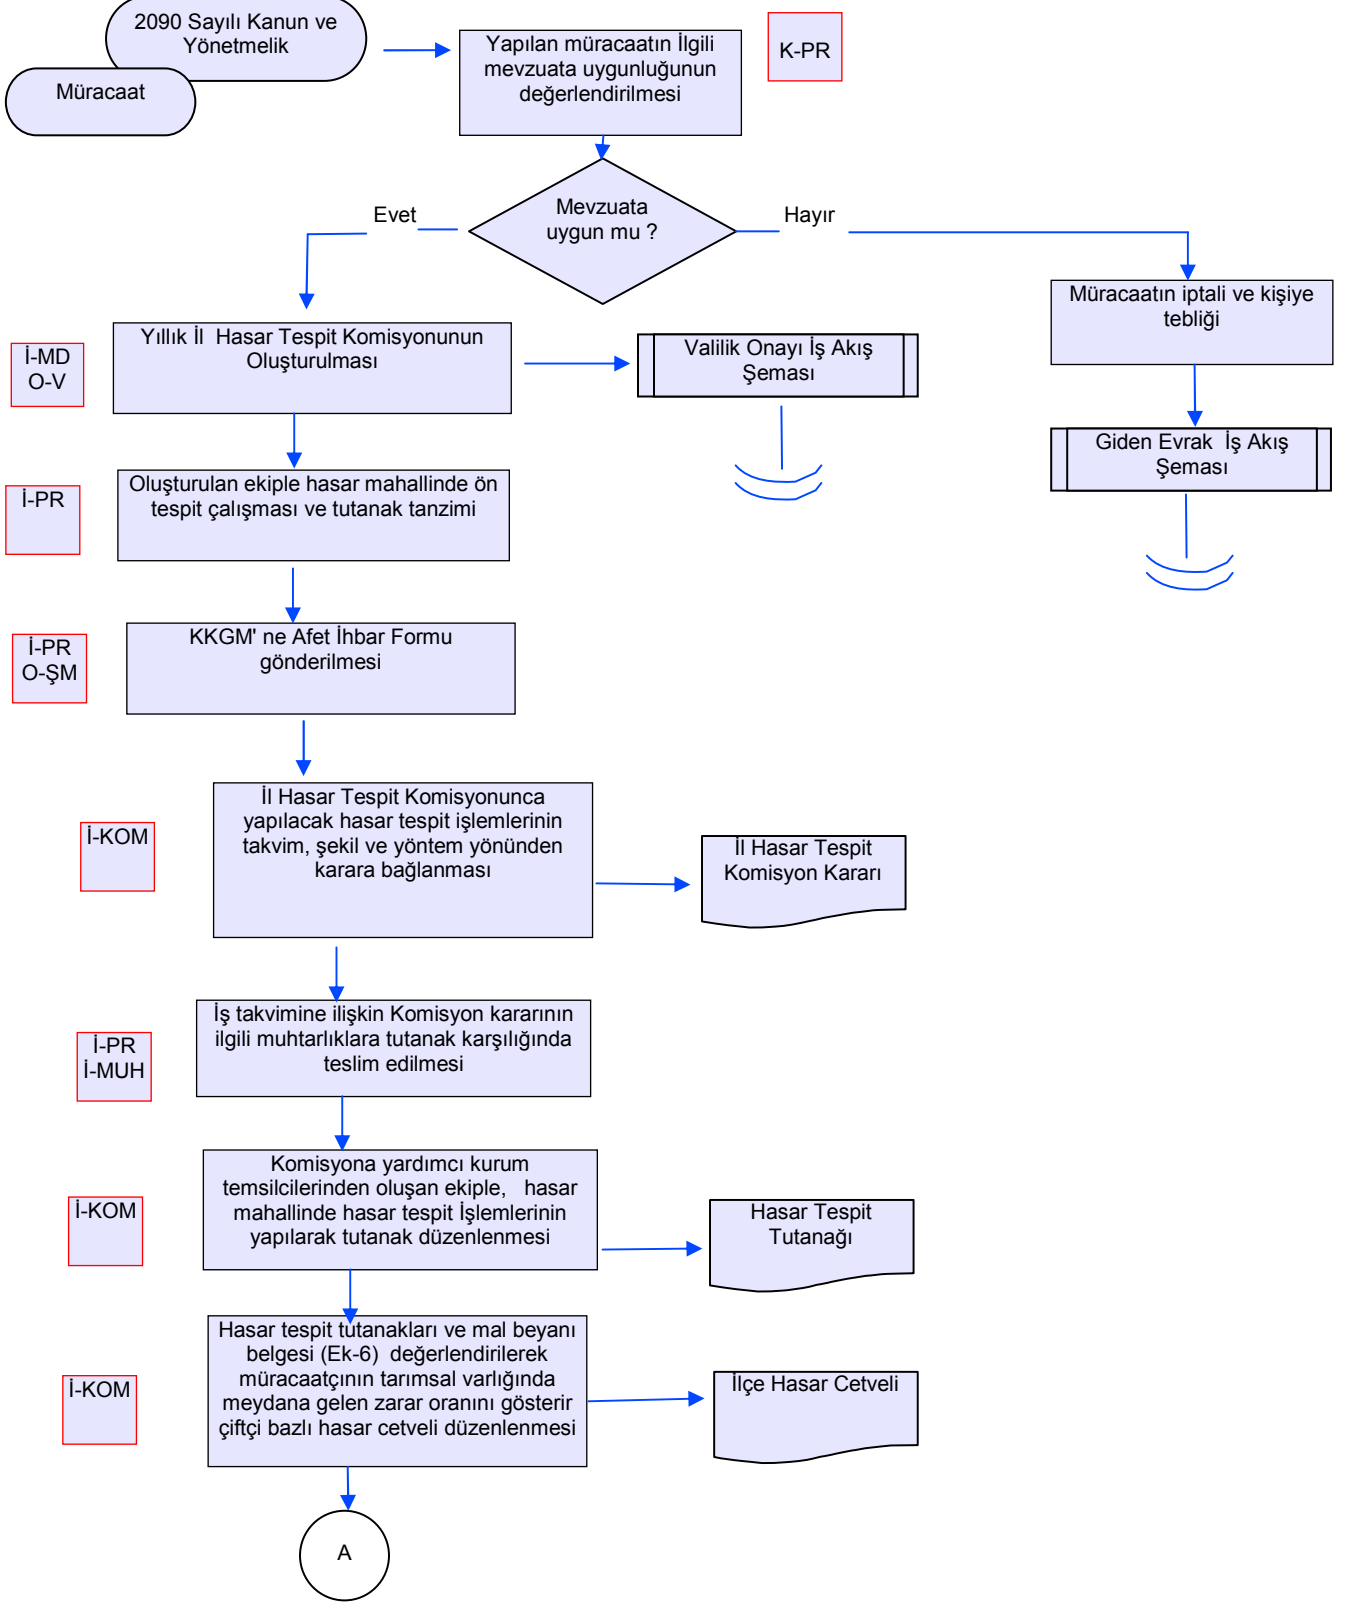 2090 Sayılı Kanun ve
Yönetmelik
Müracaat
Yapılan müracaatın İlgili
mevzuata uygunluğunun
değerlendirilmesi
K-PR
Mevzuata
uygun mu ?
Evet
Hayır
Müracaatın iptali ve kişiye
tebliği
İ-MD
O-V
Yıllık İl  Hasar Tespit Komisyonunun
Oluşturulması
Valilik Onayı İş Akış
Şeması
Giden Evrak  İş Akış
Şeması
İ-PR
Oluşturulan ekiple hasar mahallinde ön
tespit çalışması ve tutanak tanzimi
İ-PR
O-ŞM
KKGM' ne Afet İhbar Formu
gönderilmesi
İ-KOM
İl Hasar Tespit Komisyonunca
yapılacak hasar tespit işlemlerinin
takvim, şekil ve yöntem yönünden
karara bağlanması
İl Hasar Tespit
Komisyon Kararı
İ-PR
İ-MUH
İş takvimine ilişkin Komisyon kararının
ilgili muhtarlıklara tutanak karşılığında
teslim edilmesi
İ-KOM
Komisyona yardımcı kurum
temsilcilerinden oluşan ekiple,   hasar
mahallinde hasar tespit İşlemlerinin
yapılarak tutanak düzenlenmesi
Hasar Tespit
Tutanağı
İ-KOM
Hasar tespit tutanakları ve mal beyanı
belgesi (Ek-6)  değerlendirilerek
müracaatçının tarımsal varlığında
meydana gelen zarar oranını gösterir
çiftçi bazlı hasar cetveli düzenlenmesi
İlçe Hasar Cetveli
A